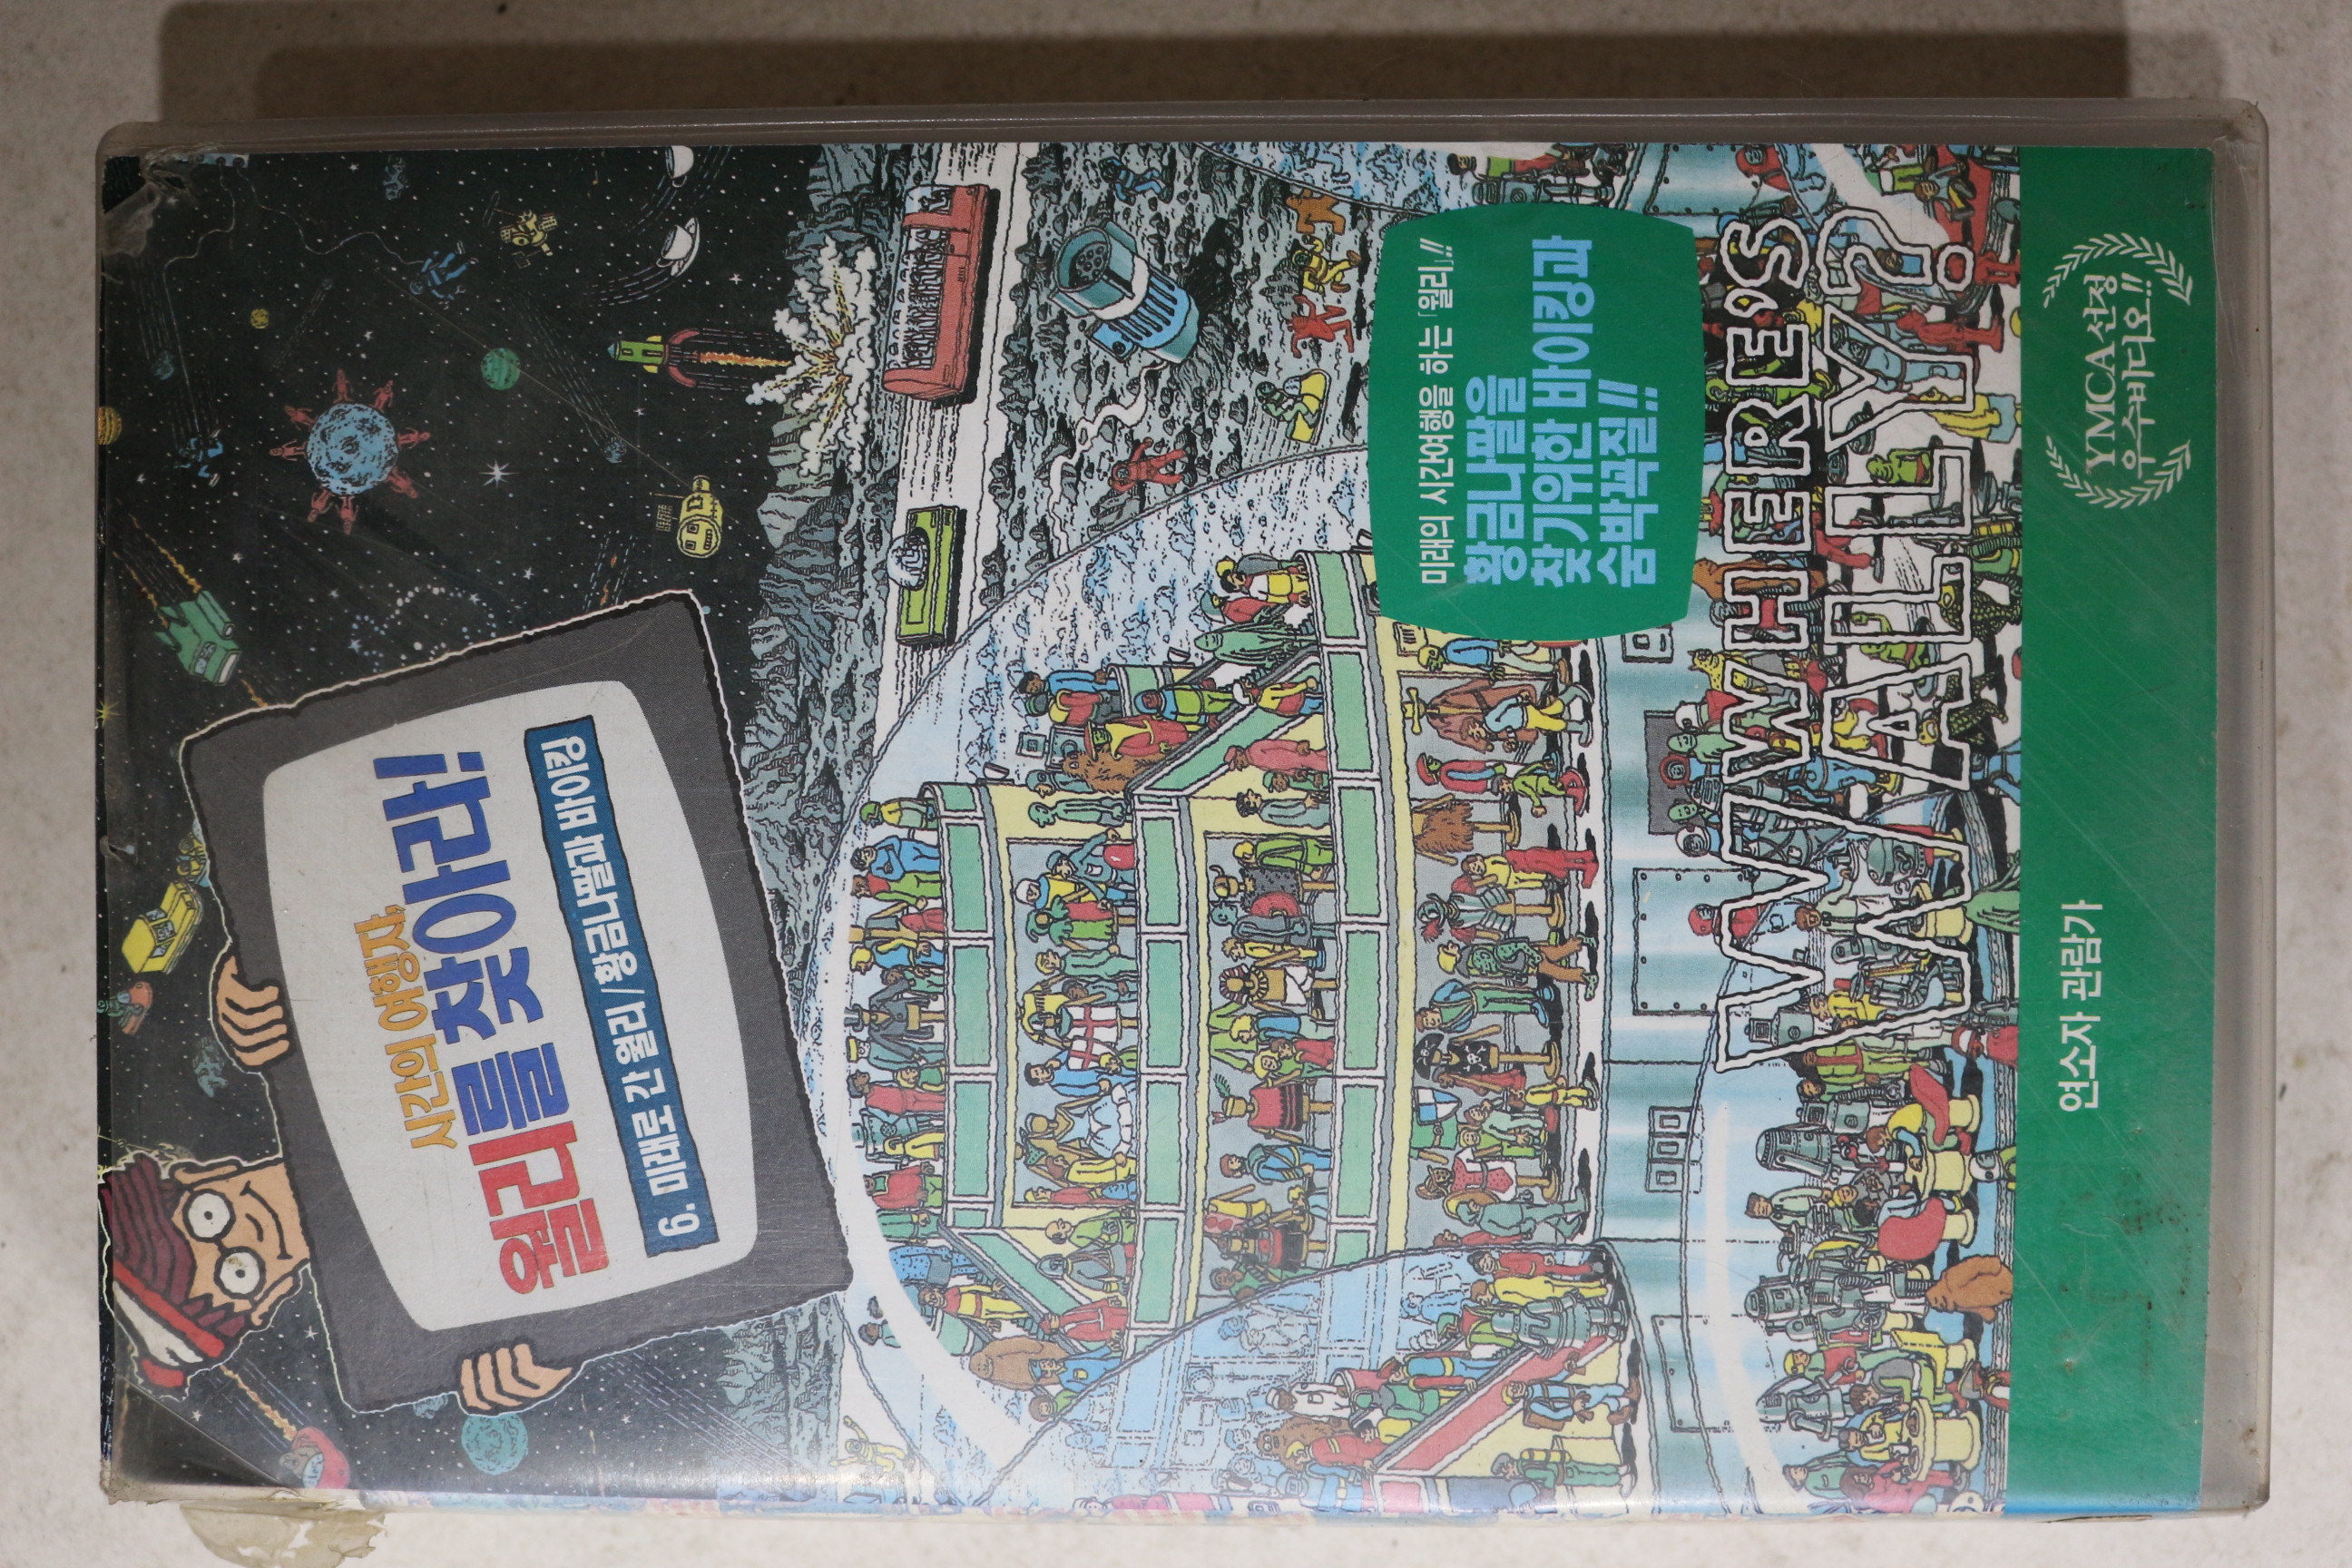 시간의 여행자,
월리를 찾아라!
6. 미래로 간 월리 / 황금나팔과 바이킹
미래의 시간여행을 하는 「월리」!!
황금나팔을
찾기위한 바이킹과
숨박꼭질!!
WHERE'S
WALLY?
연소자 관람가
YMCA선정
우수비디오!!